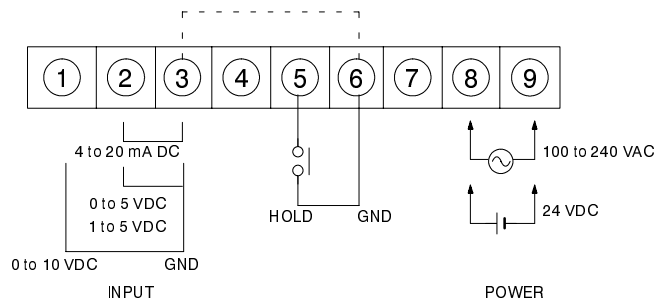 1 2 3 4 5 6 7 8 9
4 to 20 mA DC
100 to 240 VAC
0 to 5 VDC
1 to 5 VDC
HOLD GND
24 VDC
0 to 10 VDC GND
INPUT
POWER